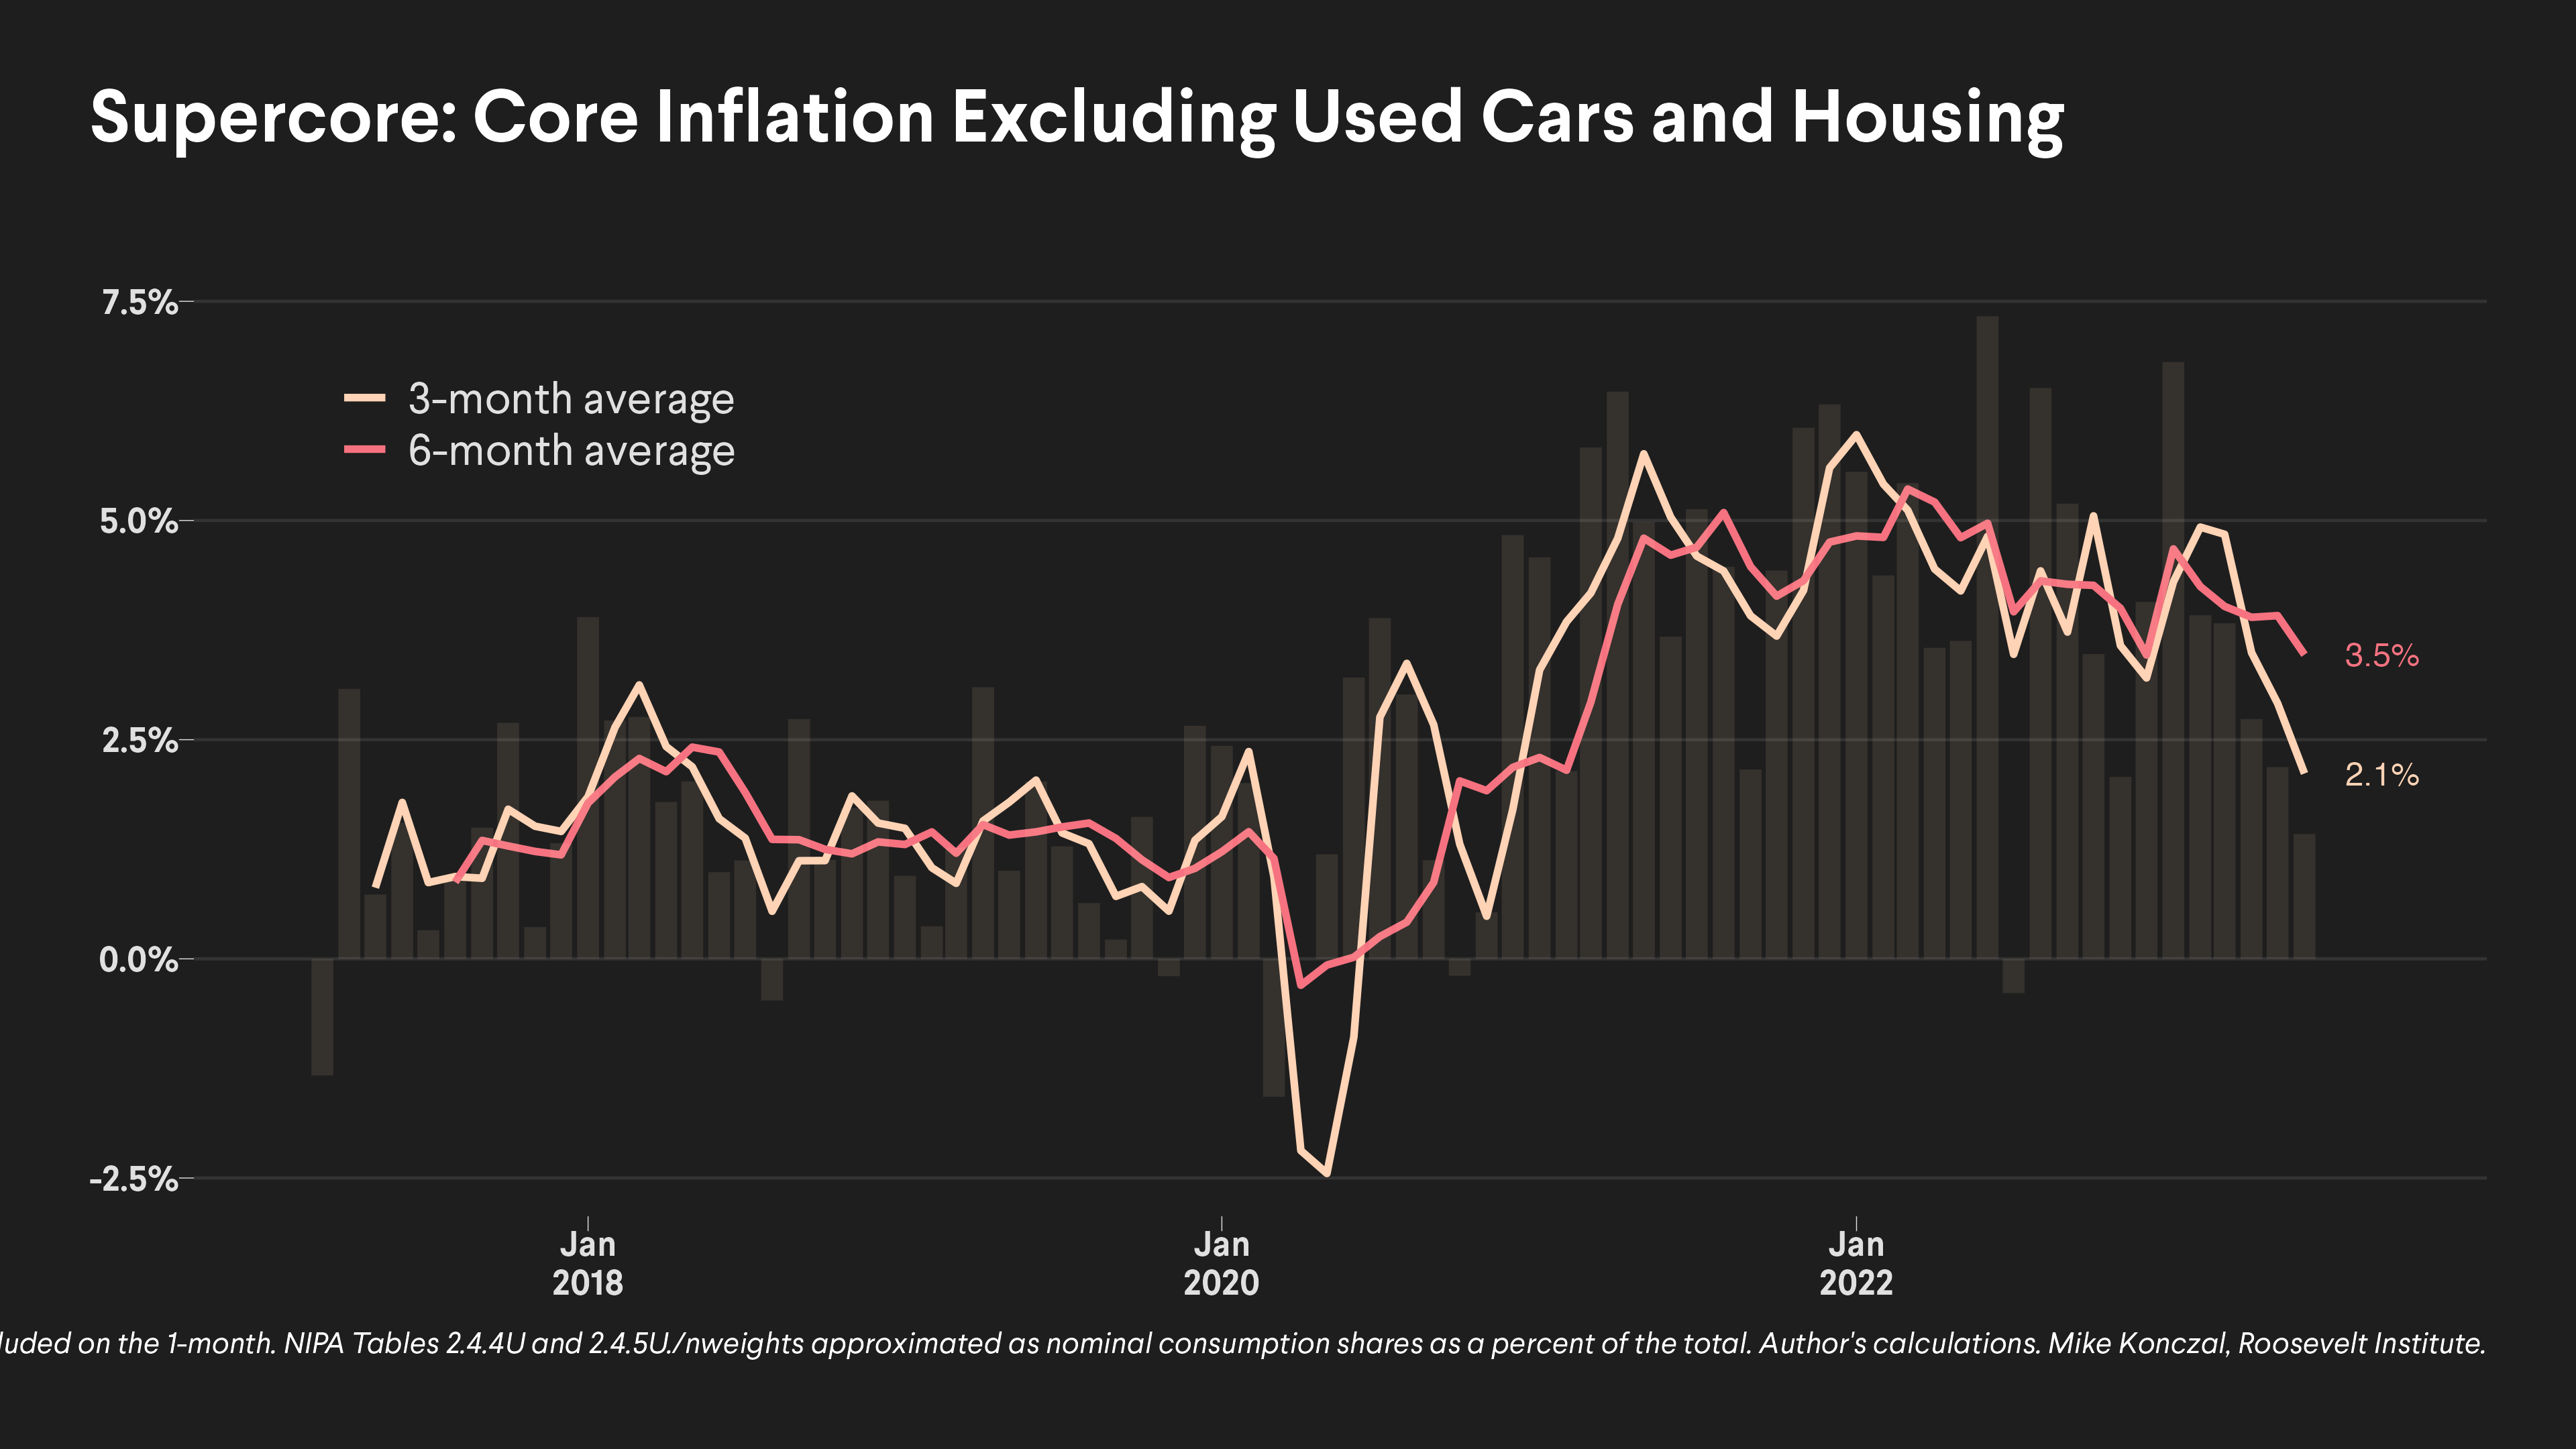 Supercore: Core Inflation Excluding Used Cars and Housing
7.5%
3-month average
6-month average
5.0%
3.5%
2.5%
2.1%
0.0%
-2.5%
Jan
2018
Jan
2020
Jan
2022
on the 1-month. NIPA Tables 2.4.4U and 2.4.5U./nweights approximated as nominal consumption shares as a percent of the total. Author's calculations. Mike Konczal, Roosevelt Institute.